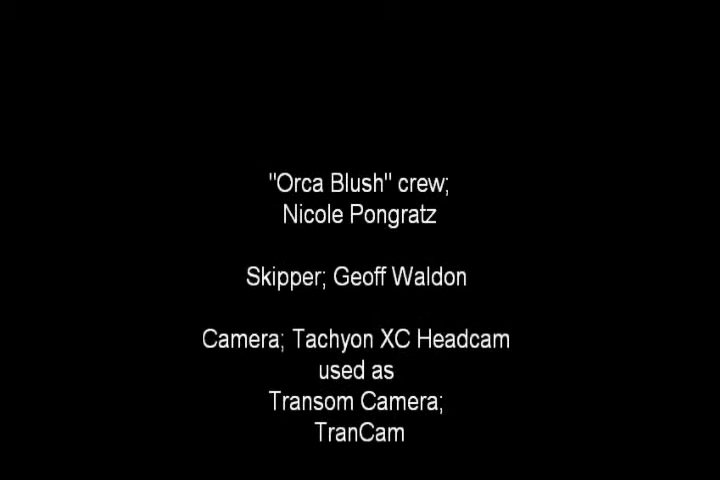 "Orca Blush" crew;
Nicole Pongratz
Skipper; Geoff Waldon
Camera; Tachyon XC Headcam
used as
Transom Camera;
TranCam